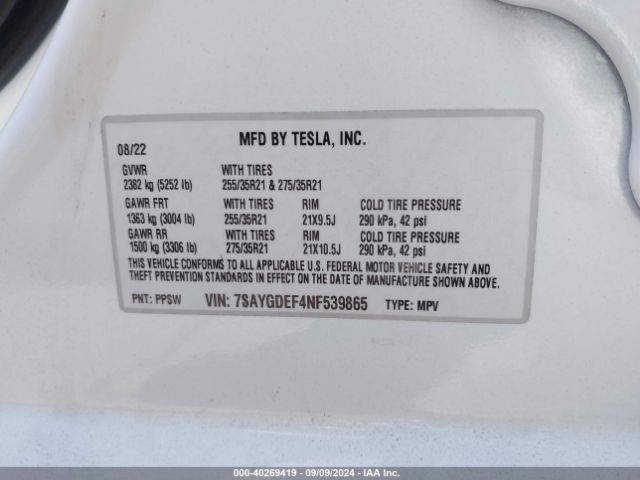 08/22 MFD BY TESLA, INC.
GVWR WITH TIRES
2382 kg (5252 lb) 255/35R21 & 275/35R21
GAWR FRT WITH TIRES RIM COLD TIRE PRESSURE
1363 kg (3004 lb) 255/35R21 21X9.5J 290 kPa, 42 psi
GAWR RR WITH TIRES RIM COLD TIRE PRESSURE
1500 kg (3306 lb) 275/35R21 21X10.5J 290 kPa, 42 psi
THIS VEHICLE CONFORMS TO ALL APPLICABLE U.S. FEDERAL MOTOR VEHICLE SAFETY AND
THEFT PREVENTION STANDARDS IN EFFECT ON THE DATE OF MANUFACTURE SHOWN ABOVE.
PNT: PPSW VIN: 7SAYGDEF4NF539865 TYPE: MPV
000-40269419 - 09/09/2024 - IAA Inc.